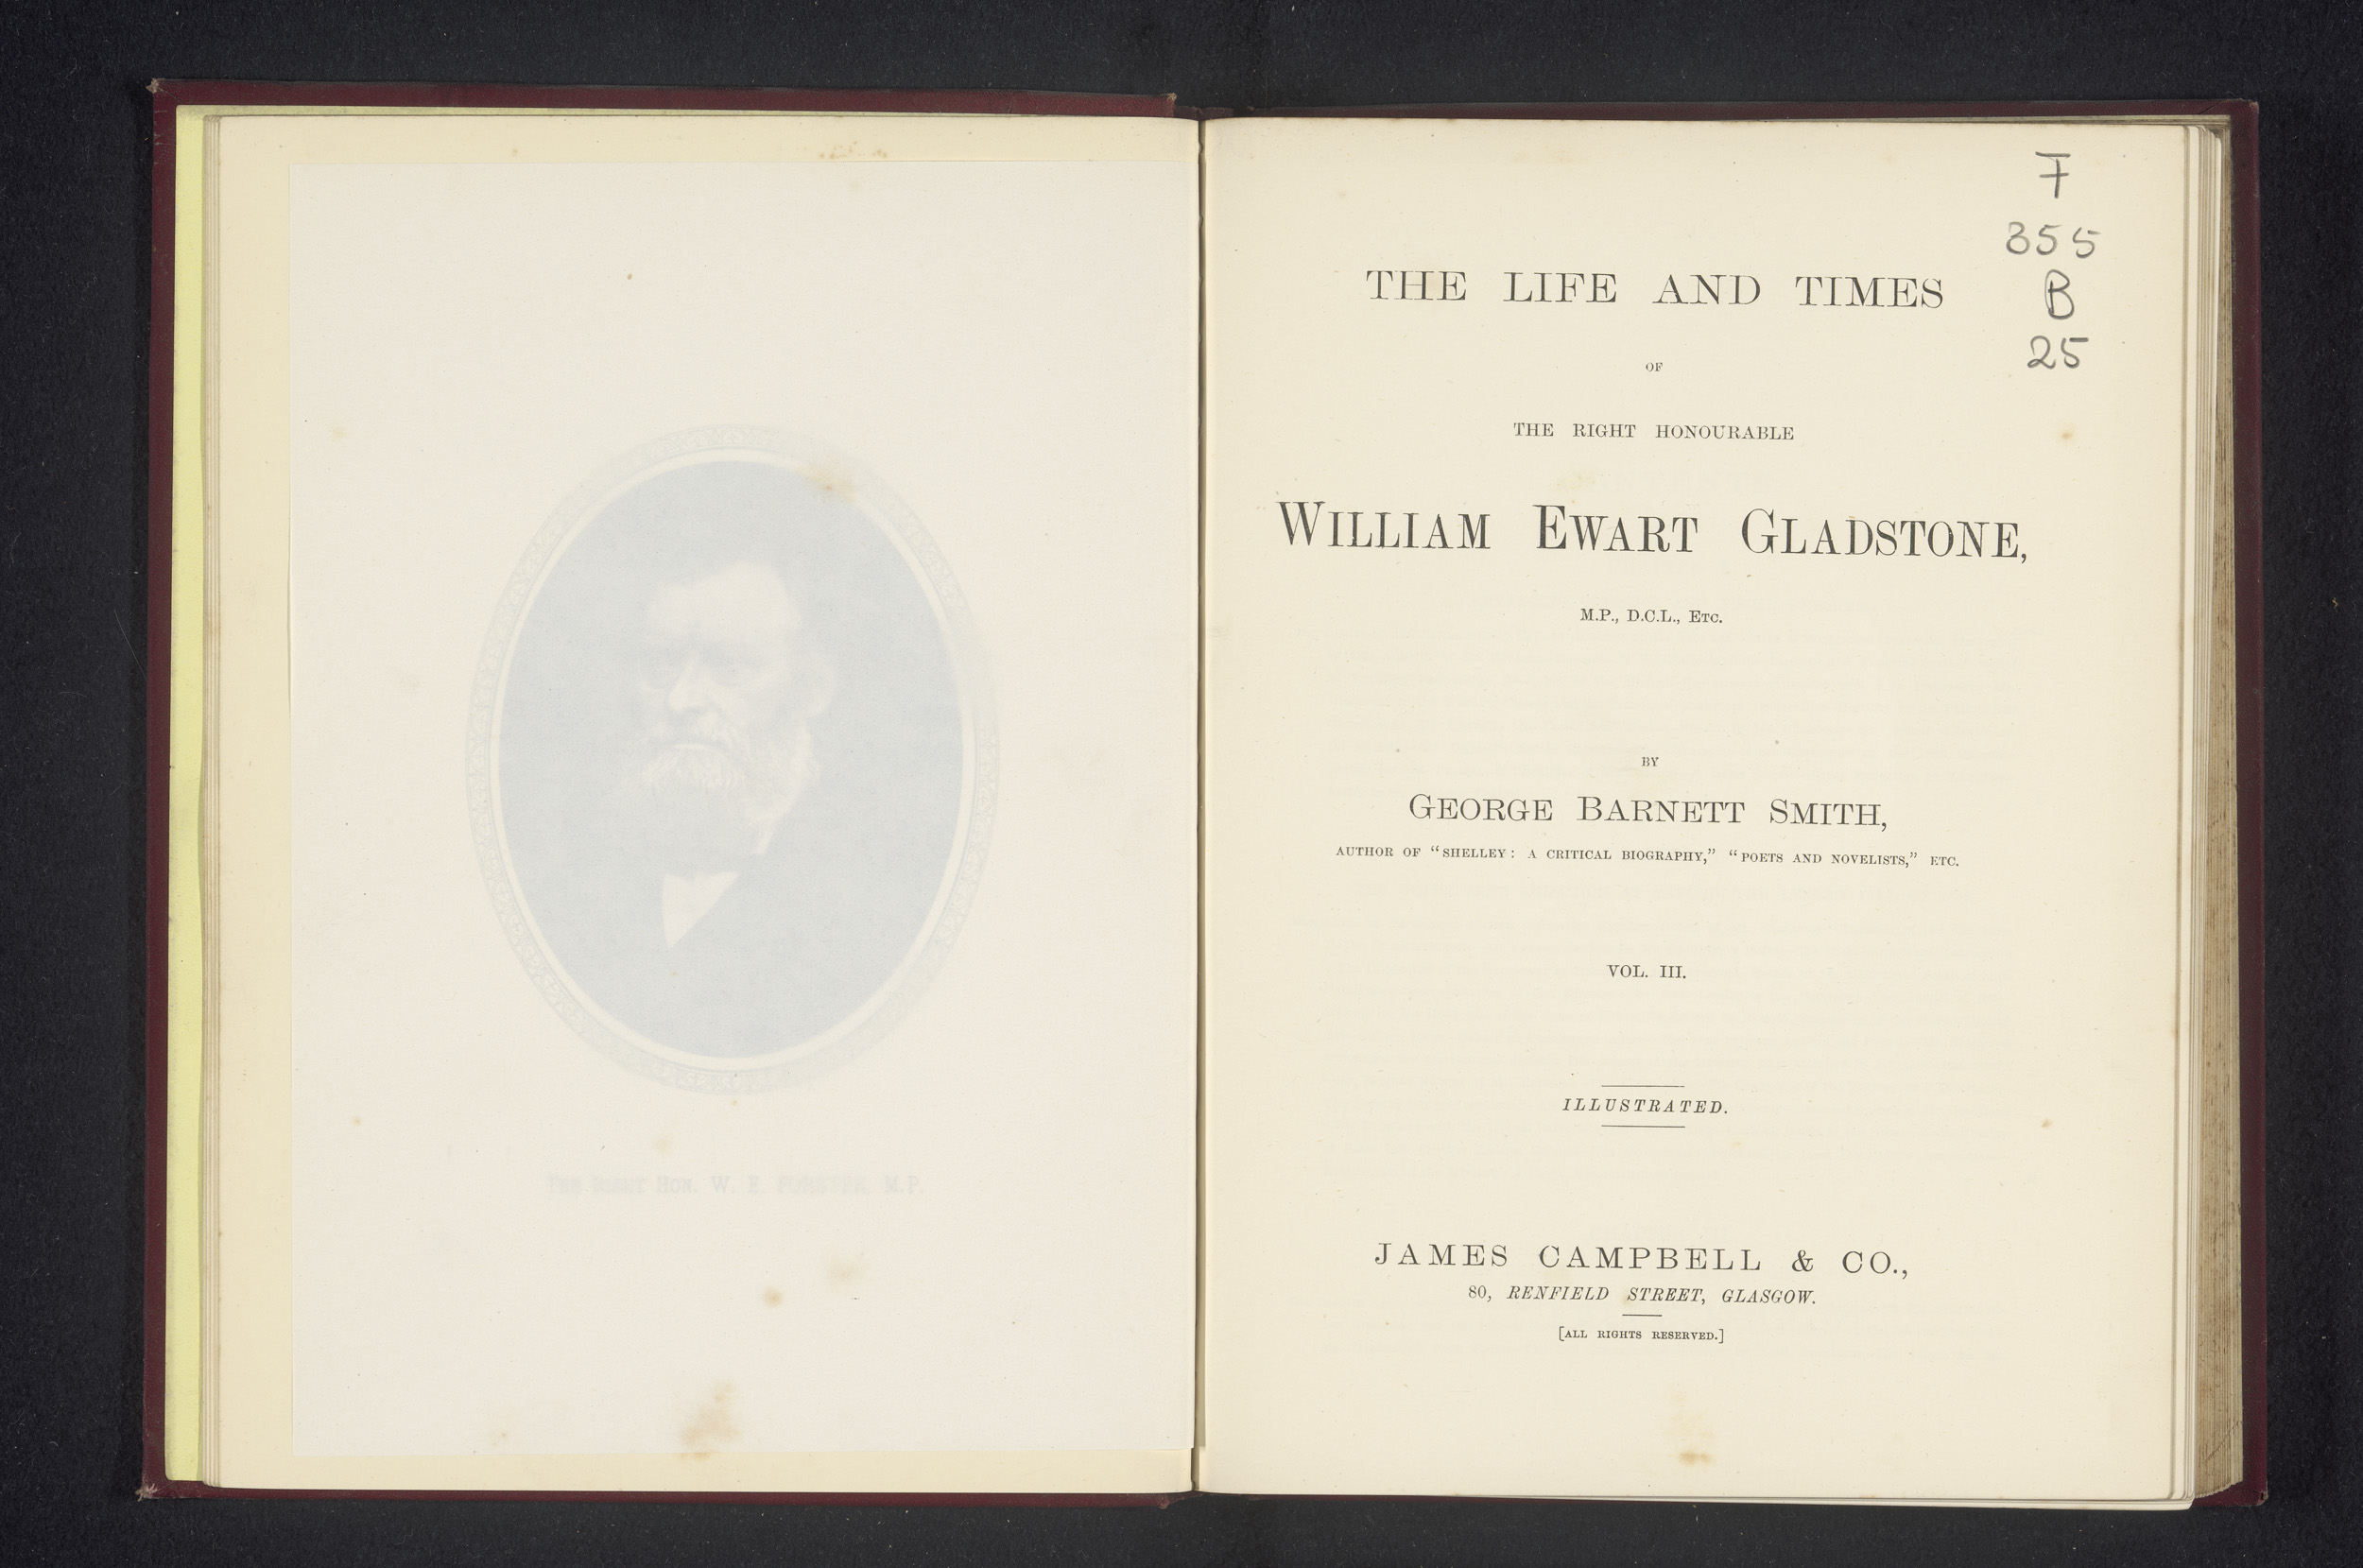 THE RIGHT HON. W. E. FORSTER, M.P.
F
355
B
25
THE LIFE AND TIMES
OF
THE RIGHT HONOURABLE
WILLIAM EWART GLADSTONE,
M.P., D.C.L., ETC.
BY
GEORGE BARNETT SMITH,
AUTHOR OF “SHELLEY: A CRITICAL BIOGRAPHY,” “POETS AND NOVELISTS,” ETC.
VOL. III.
ILLUSTRATED.
JAMES CAMPBELL & CO.,
80, RENFIELD STREET, GLASGOW.
[ALL RIGHTS RESERVED.]